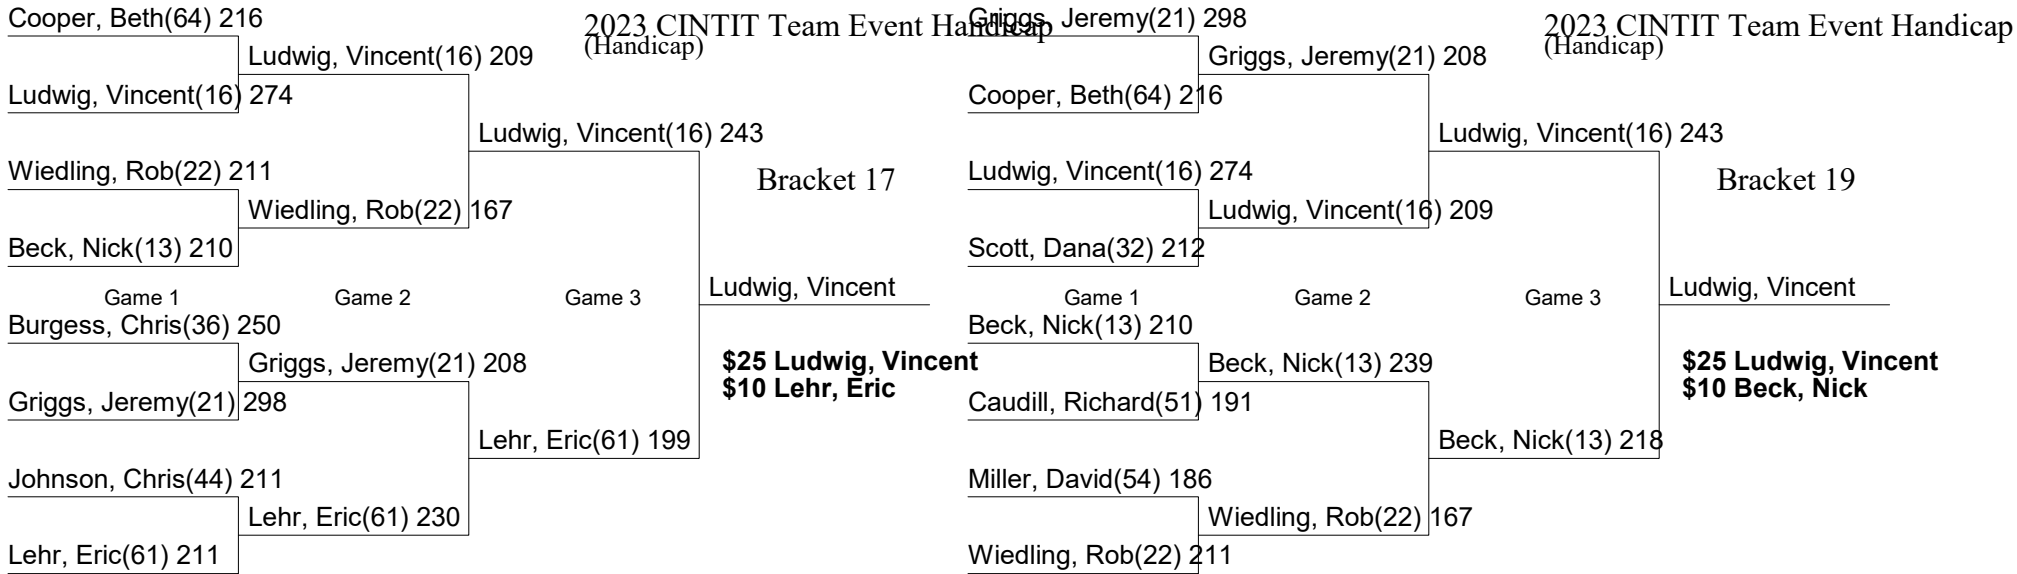 Cooper, Beth(64) 216
2023 CINTIT Team Event Handicap
(Handicap)
Ludwig, Vincent(16) 209
Ludwig, Vincent(16) 274
Ludwig, Vincent(16) 243
Wiedling, Rob(22) 211
Bracket 17
Wiedling, Rob(22) 167
Beck, Nick(13) 210
Ludwig, Vincent
Game 1
Game 2
Game 3
Burgess, Chris(36) 250
Griggs, Jeremy(21) 208
$25 Ludwig, Vincent
$10 Lehr, Eric
Griggs, Jeremy(21) 298
Lehr, Eric(61) 199
Johnson, Chris(44) 211
Lehr, Eric(61) 230
Lehr, Eric(61) 211
Griggs, Jeremy(21) 298
2023 CINTIT Team Event Handicap
(Handicap)
Griggs, Jeremy(21) 208
Cooper, Beth(64) 216
Ludwig, Vincent(16) 243
Ludwig, Vincent(16) 274
Bracket 19
Ludwig, Vincent(16) 209
Scott, Dana(32) 212
Ludwig, Vincent
Game 1
Game 2
Game 3
Beck, Nick(13) 210
Beck, Nick(13) 239
$25 Ludwig, Vincent
$10 Beck, Nick
Caudill, Richard(51) 191
Beck, Nick(13) 218
Miller, David(54) 186
Wiedling, Rob(22) 167
Wiedling, Rob(22) 211